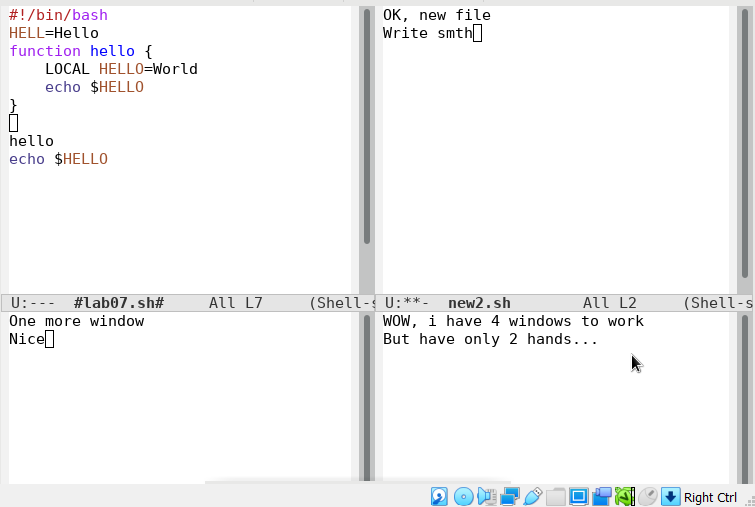 #!/bin/bash
HELL=Hello
function hello {
    LOCAL HELLO=World
    echo $HELLO
}
hello
echo $HELLO
U:---  #lab07.sh#     All L7     (Shell-s
OK, new file
Write smth
U:**-  new2.sh        All L2     (Shell-s
One more window
Nice
WOW, i have 4 windows to work
But have only 2 hands...
Right Ctrl